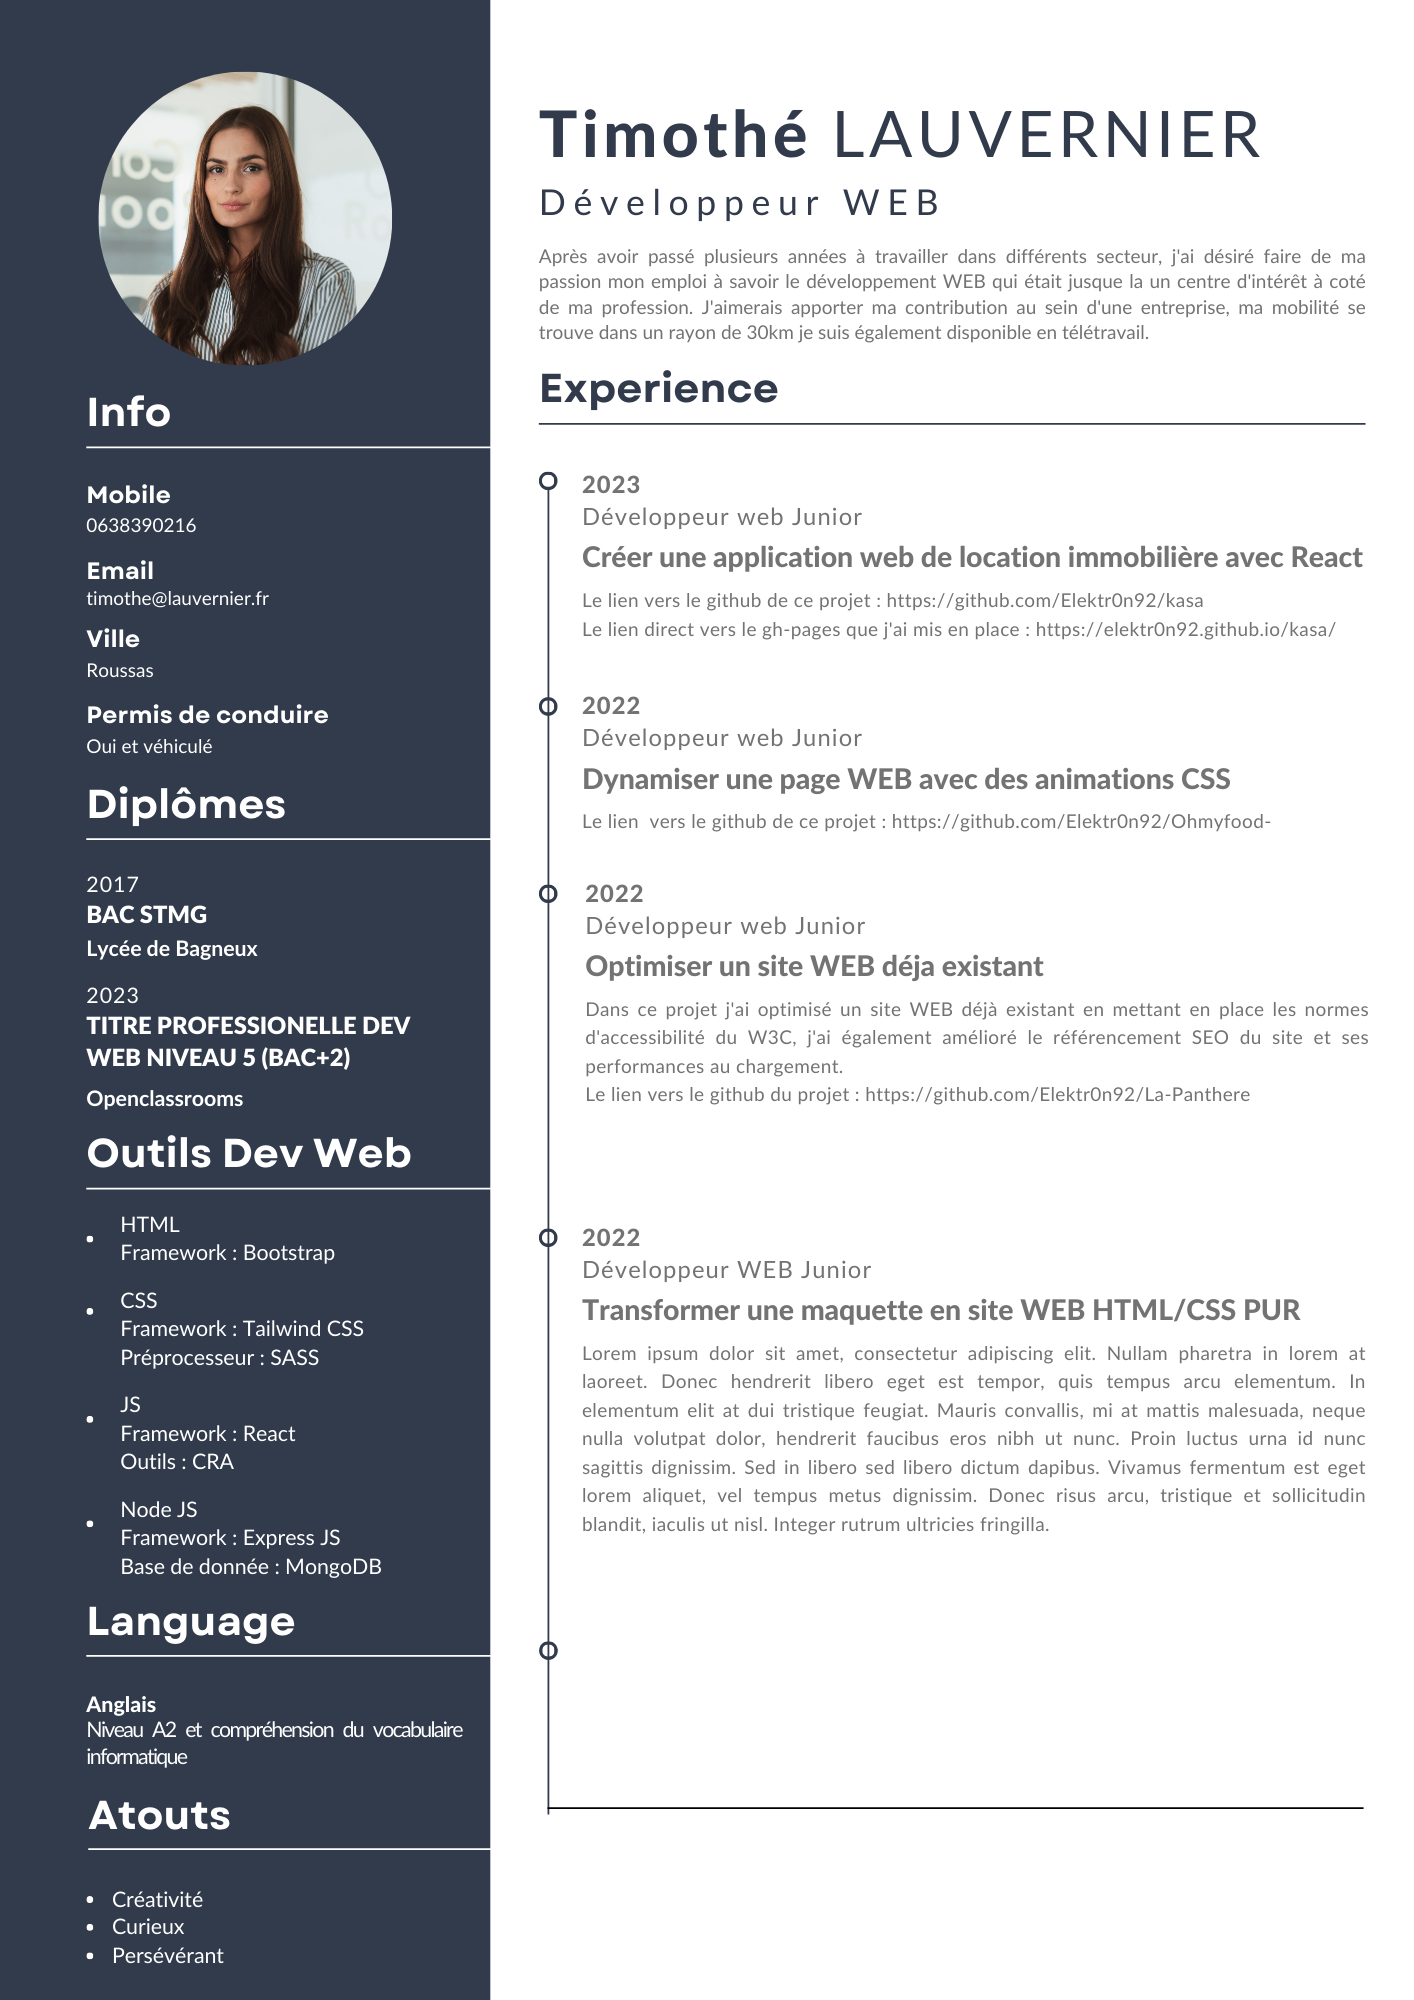 Timothé LAUVERNIER
Développeur WEB
Après avoir passé plusieurs années à travailler dans différents secteur, j'ai désiré faire de ma
passion mon emploi à savoir le développement WEB qui était jusque la un centre d'intérêt à coté
de ma profession. J'aimerais apporter ma contribution au sein d'une entreprise, ma mobilité se
trouve dans un rayon de 30km je suis également disponible en télétravail.
Info
Mobile
0638390216
Email
timothe@lauvernier.fr
Ville
Roussas
Permis de conduire
Oui et véhiculé
Diplômes
2017
BAC STMG
Lycée de Bagneux
2023
TITRE PROFESSIONELLE DEV
WEB NIVEAU 5 (BAC+2)
Openclassrooms
Outils Dev Web
• HTML
Framework : Bootstrap
• CSS
Framework : Tailwind CSS
Préprocesseur : SASS
• JS
Framework : React
Outils : CRA
• Node JS
Framework : Express JS
Base de donnée : MongoDB
Language
Anglais
Niveau A2 et compréhension du vocabulaire
informatique
Atouts
• Créativité
• Curieux
• Persévérant
Experience
2023
Développeur web Junior
Créer une application web de location immobilière avec React
Le lien vers le github de ce projet : https://github.com/Elektr0n92/kasa
Le lien direct vers le gh-pages que j'ai mis en place : https://elektr0n92.github.io/kasa/
2022
Développeur web Junior
Dynamiser une page WEB avec des animations CSS
Le lien  vers le github de ce projet : https://github.com/Elektr0n92/Ohmyfood-
2022
Développeur web Junior
Optimiser un site WEB déja existant
Dans ce projet j'ai optimisé un site WEB déjà existant en mettant en place les normes
d'accessibilité du W3C, j'ai également amélioré le référencement SEO du site et ses
performances au chargement.
Le lien vers le github du projet : https://github.com/Elektr0n92/La-Panthere
2022
Développeur WEB Junior
Transformer une maquette en site WEB HTML/CSS PUR
Lorem ipsum dolor sit amet, consectetur adipiscing elit. Nullam pharetra in lorem at
laoreet. Donec hendrerit libero eget est tempor, quis tempus arcu elementum. In
elementum elit at dui tristique feugiat. Mauris convallis, mi at mattis malesuada, neque
nulla volutpat dolor, hendrerit faucibus eros nibh ut nunc. Proin luctus urna id nunc
sagittis dignissim. Sed in libero sed libero dictum dapibus. Vivamus fermentum est eget
lorem aliquet, vel tempus metus dignissim. Donec risus arcu, tristique et sollicitudin
blandit, iaculis ut nisl. Integer rutrum ultricies fringilla.